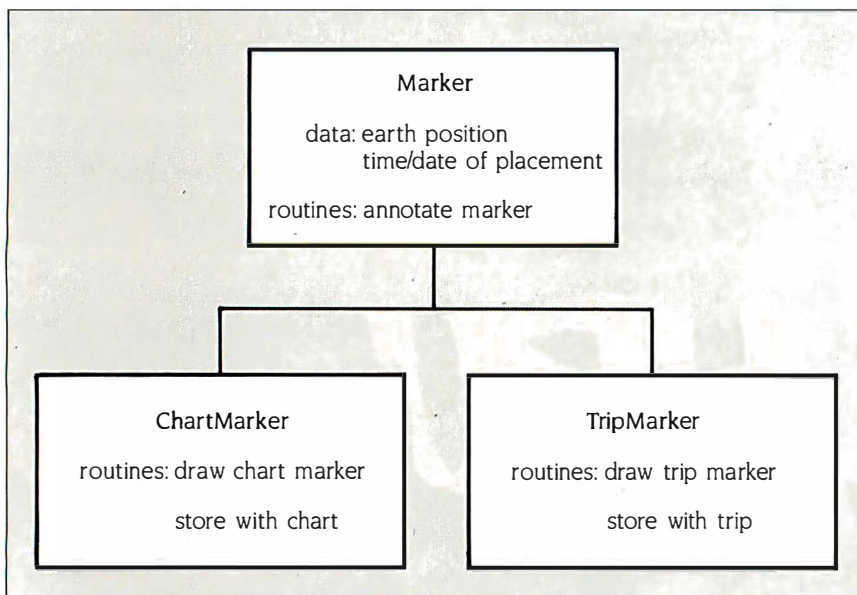 Marker
data: earth position
time/date of placement
routines: annotate marker
ChartMarker
routines: draw chart marker
store with chart
TripMarker
routines: draw trip marker
store with trip